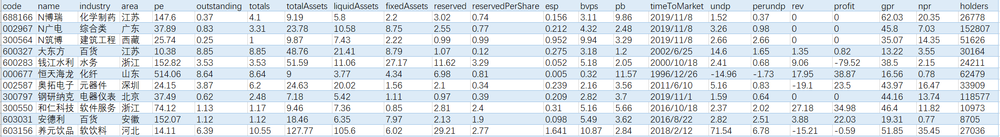 code name industry area pe outstanding totals totalAssets liquidAssets fixedAssets reserved reservedPerShare esp bvps pb timeToMarket undp perundp rev profit gpr npr holders
688166 N博瑞 化学制药 江苏 147.6 0.37 4.1 9.19 5.8 2.2 3.02 0.74 0.156 3.11 9.86 2019/11/8 1.52 0.37 0 0 62.03 20.35 26778
002967 N广电 综合类 广东 37.89 0.83 3.31 23.78 10.58 8.75 2.55 0.77 0.212 4.32 2.48 2019/11/8 3.26 0.98 0 0 45.8 7.03 152807
300564 N筑博 建筑工程 西藏 25.74 0.25 1 9.87 7.43 2.22 0.99 0.99 0.952 9.94 3.29 2019/11/8 2.66 2.66 0 0 35.07 14.35 51626
600327 大东方 百货 江苏 10.38 8.85 8.85 48.76 21.41 8.79 1.07 0.12 0.275 3.18 1.2 2002/6/25 14.6 1.65 1.35 0.82 13.22 3.55 30164
600283 钱江水利 水务 浙江 152.82 3.53 3.53 51.59 11.06 27.17 11.62 3.29 0.052 5.18 2.05 2000/10/18 2.41 0.68 9.06 -79.52 38.5 2.15 24211
000677 恒天海龙 化纤 山东 514.06 8.64 8.64 9 3.77 4.34 6.98 0.81 0.005 0.32 11.57 1996/12/26 -14.96 -1.73 17.95 38.87 16.56 0.78 62479
002587 奥拓电子 元器件 深圳 24.15 3.87 6.2 24.63 20.02 1.56 2.1 0.34 0.239 2.16 3.56 2011/6/10 5.16 0.83 -19.1 23.5 43.97 16.47 33909
300797 钢研纳克 电器仪表 北京 37.49 0.62 2.48 7.18 5.42 1.11 0.97 0.39 0.209 2.82 3.7 2019/11/1 1.59 0.64 0 0 44.16 13.74 118577
300550 和仁科技 软件服务 浙江 74.12 1.13 1.17 9.46 7.36 0.85 2.81 2.4 0.31 5.16 5.66 2016/10/18 2.37 2.02 27.18 34.98 46.4 11.82 10973
603031 安德利 百货 安徽 152.07 1.12 1.12 18.46 6.35 7.97 2.13 1.9 0.098 5.49 3.62 2016/8/22 2.82 2.51 3.88 22.03 19.31 0.77 8705
603156 养元饮品 软饮料 河北 14.11 6.39 10.55 127.77 105.6 6.02 29.21 2.77 1.641 10.87 2.84 2018/2/12 71.54 6.78 -15.21 -0.59 51.85 35.45 27036